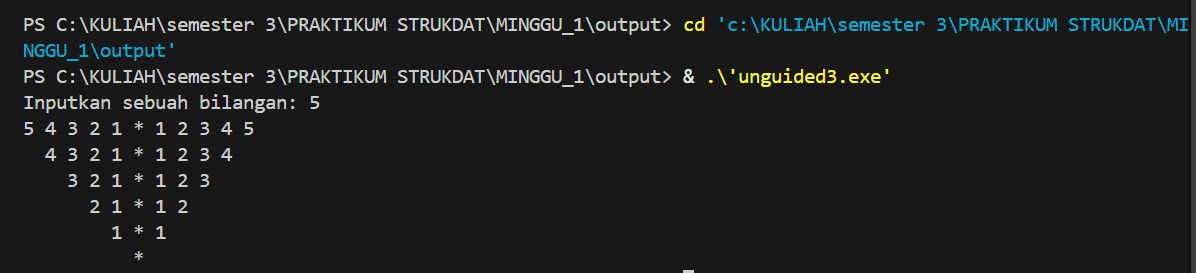 PS C:\KULIAH\semester 3\PRAKTIKUM STRUKDAT\MINGGU_1\output> cd 'c:\KULIAH\semester 3\PRAKTIKUM STRUKDAT\MI
NGGU_1\output'
PS C:\KULIAH\semester 3\PRAKTIKUM STRUKDAT\MINGGU_1\output> & .\'unguided3.exe'
Inputkan sebuah bilangan: 5
5 4 3 2 1 * 1 2 3 4 5
  4 3 2 1 * 1 2 3 4
    3 2 1 * 1 2 3
      2 1 * 1 2
        1 * 1
          *